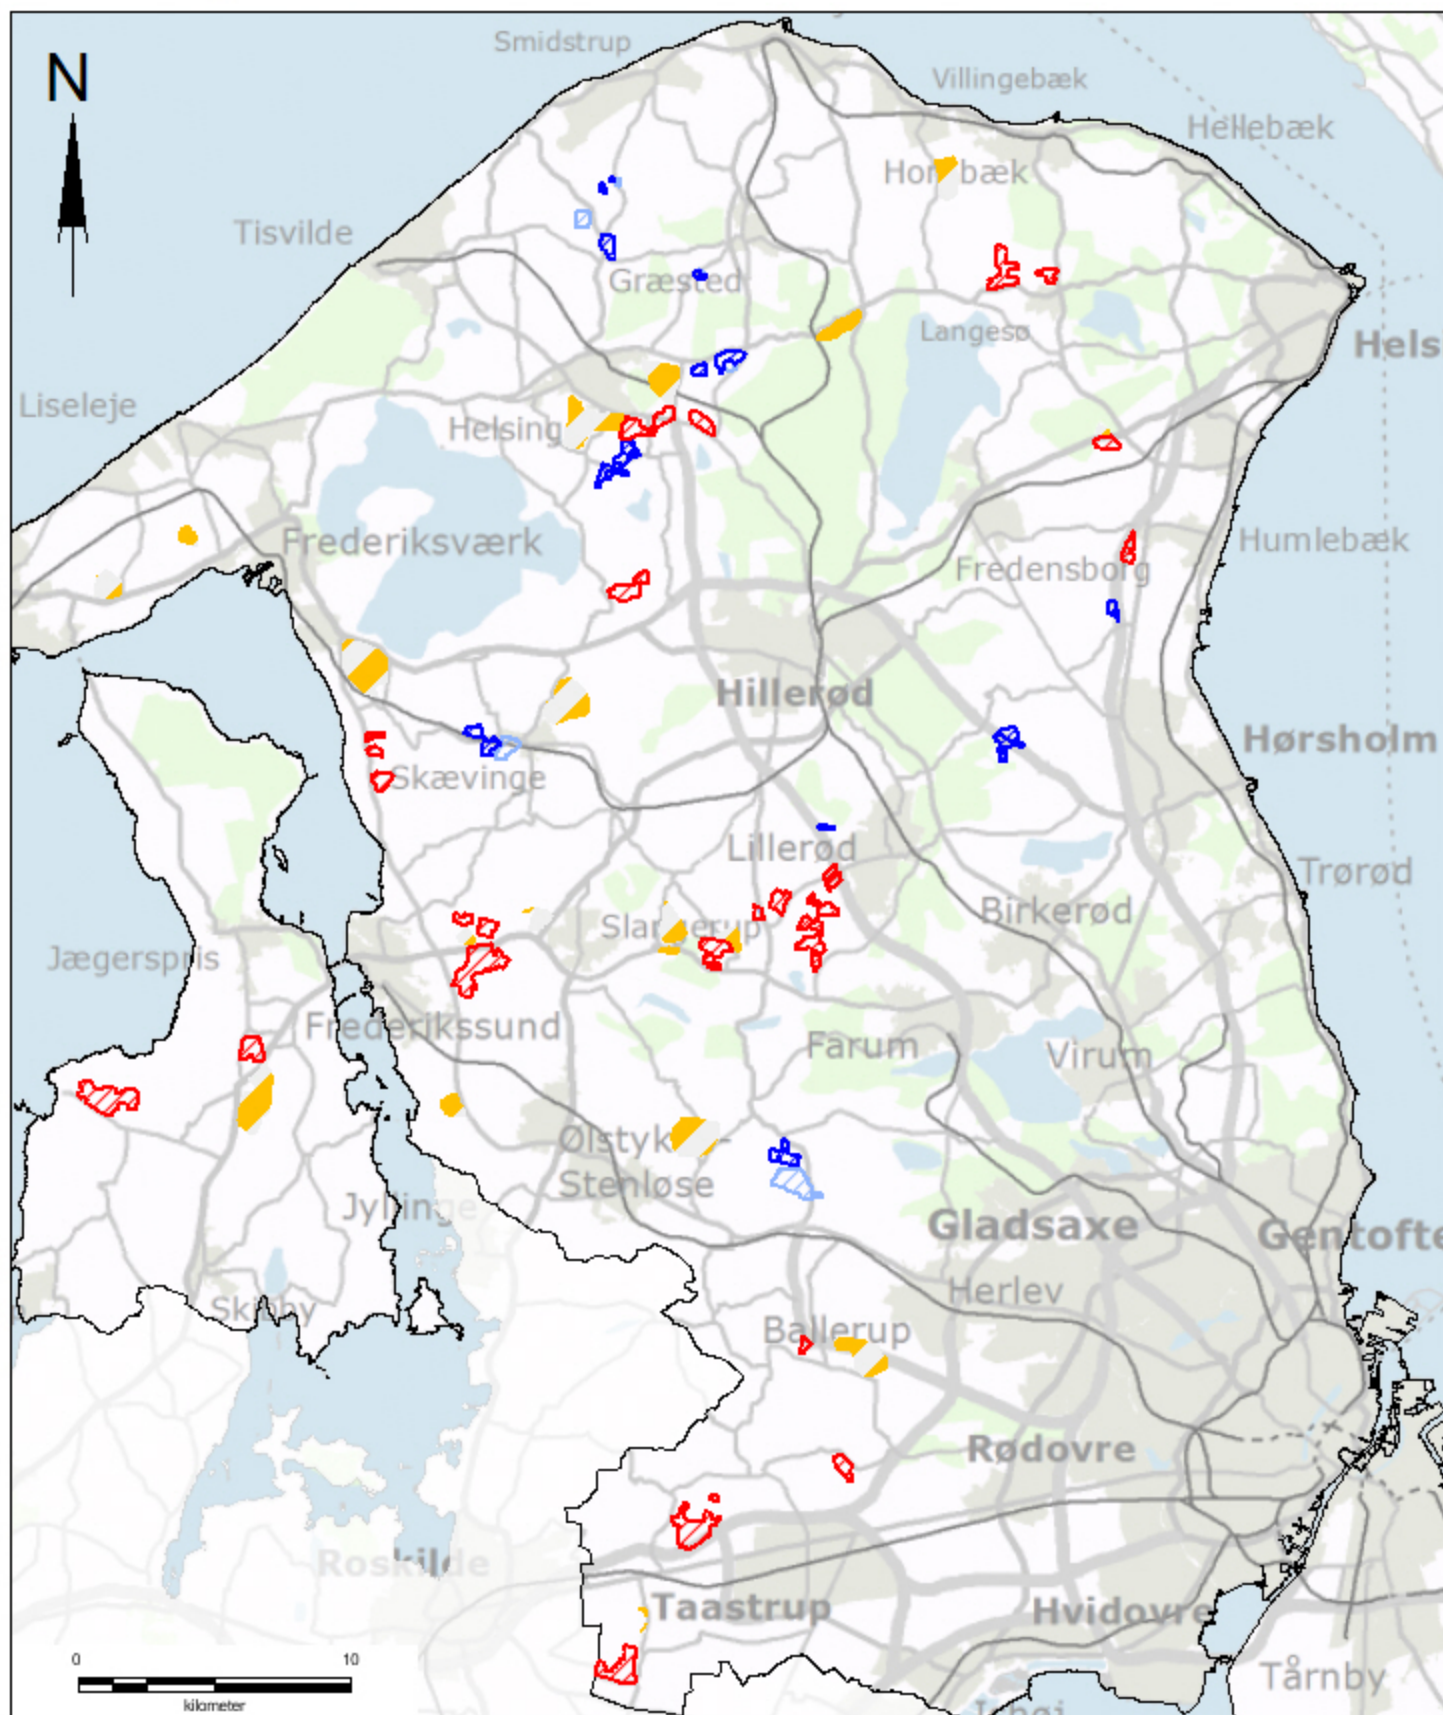 Smidstrup
N
Villingebæk
Hellebæk
Hornbæk
Tisvilde
Græsted
Langesø
Hels
Liseleje
Helsing
Frederiksværk
Humlebæk
Fredensborg
Hillerød
Hørsholm
Skævinge
Lillerød
Trørød
Birkerød
Slangerup
Jægerspris
Frederikssund
Farum
Virum
Ølstykke-
Stenløse
Jyllinge
Gladsaxe
Gentofte
Herlev
Skibby
Ballerup
Rødovre
Roskilde
Taastrup
Hvidovre
0
10
kilometer
Tårnby